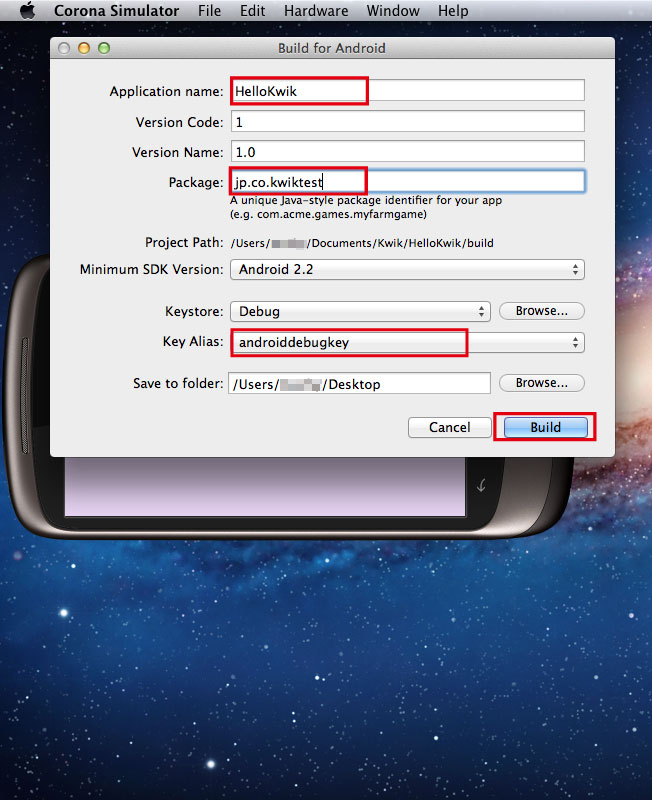 Corona Simulator File Edit Hardware Window Help
Build for Android
Application name: HelloKwik
Version Code: 1
Version Name: 1.0
Package: jp.co.kwiktest
A unique Java-style package identifier for your app
(e.g. com.acme.games.myfarmgame)
Project Path: /Users/ /Documents/Kwik/HelloKwik/build
Minimum SDK Version: Android 2.2
Keystore: Debug Browse...
Key Alias: androiddebugkey
Save to folder: /Users/ /Desktop Browse...
Cancel Build